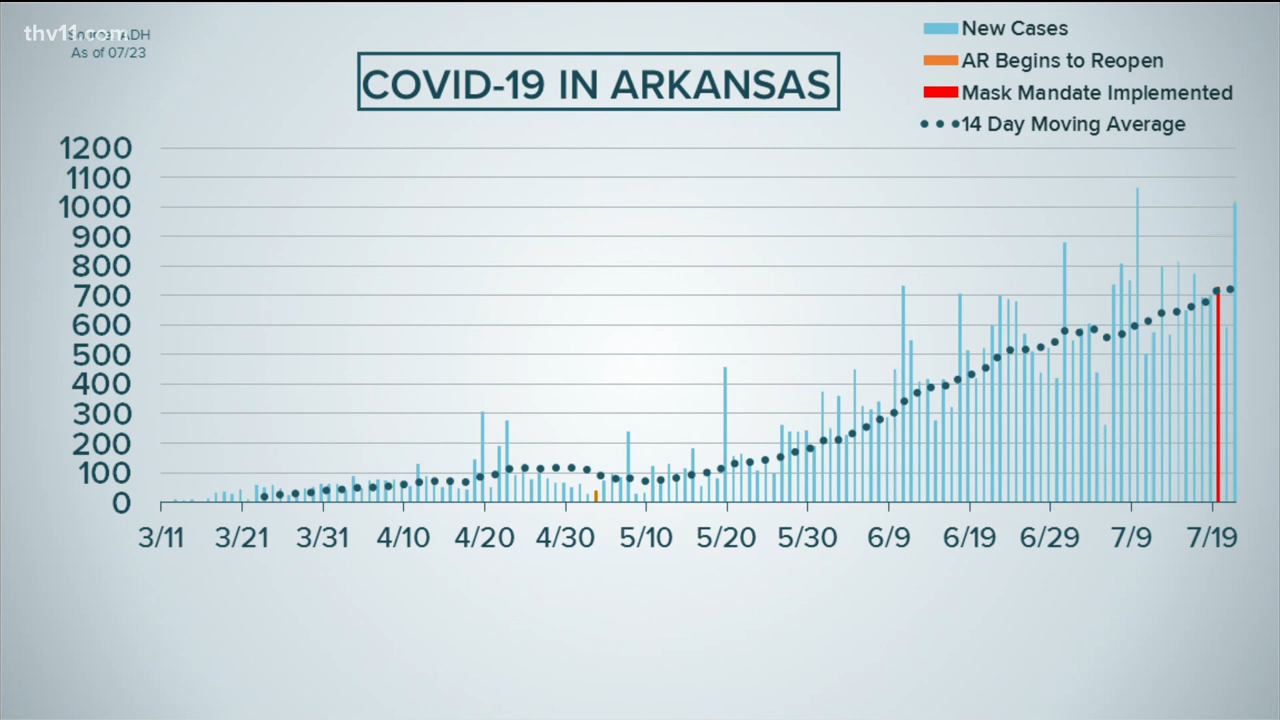 thv11.com
Source: ADH
As of 07/23
New Cases
AR Begins to Reopen
Mask Mandate Implemented
14 Day Moving Average
COVID-19 IN ARKANSAS
1200
1100
1000
900
800
700
600
500
400
300
200
100
0
3/11 3/21 3/31 4/10 4/20 4/30 5/10 5/20 5/30 6/9 6/19 6/29 7/9 7/19